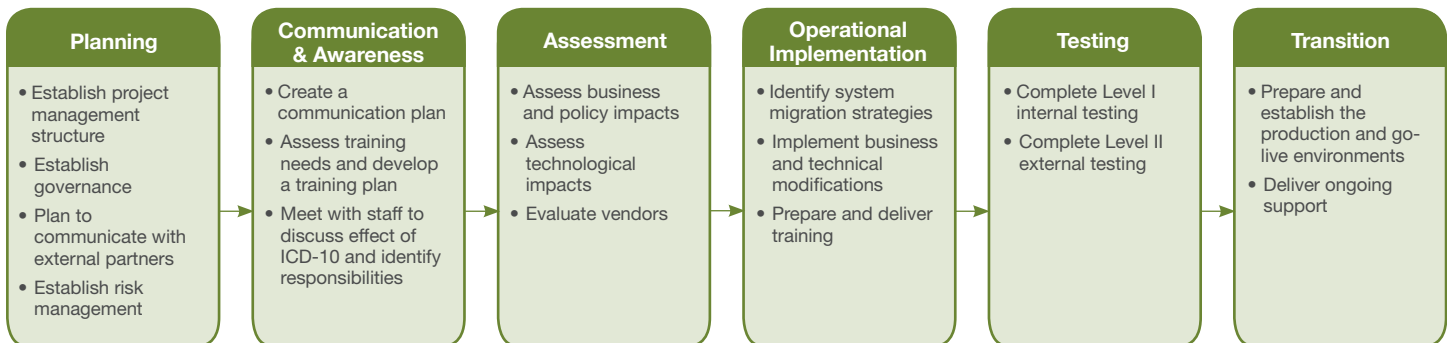 Planning
• Establish project
management
structure
• Establish
governance
• Plan to
communicate with
external partners
• Establish risk
management
Communication
& Awareness
• Create a
communication plan
• Assess training
needs and develop
a training plan
• Meet with staff to
discuss effect of
ICD-10 and identify
responsibilities
Assessment
• Assess business
and policy impacts
• Assess
technological
impacts
• Evaluate vendors
Operational
Implementation
• Identify system
migration strategies
• Implement business
and technical
modifications
• Prepare and deliver
training
Testing
• Complete Level I
internal testing
• Complete Level II
external testing
Transition
• Prepare and
establish the
production and go-
live environments
• Deliver ongoing
support